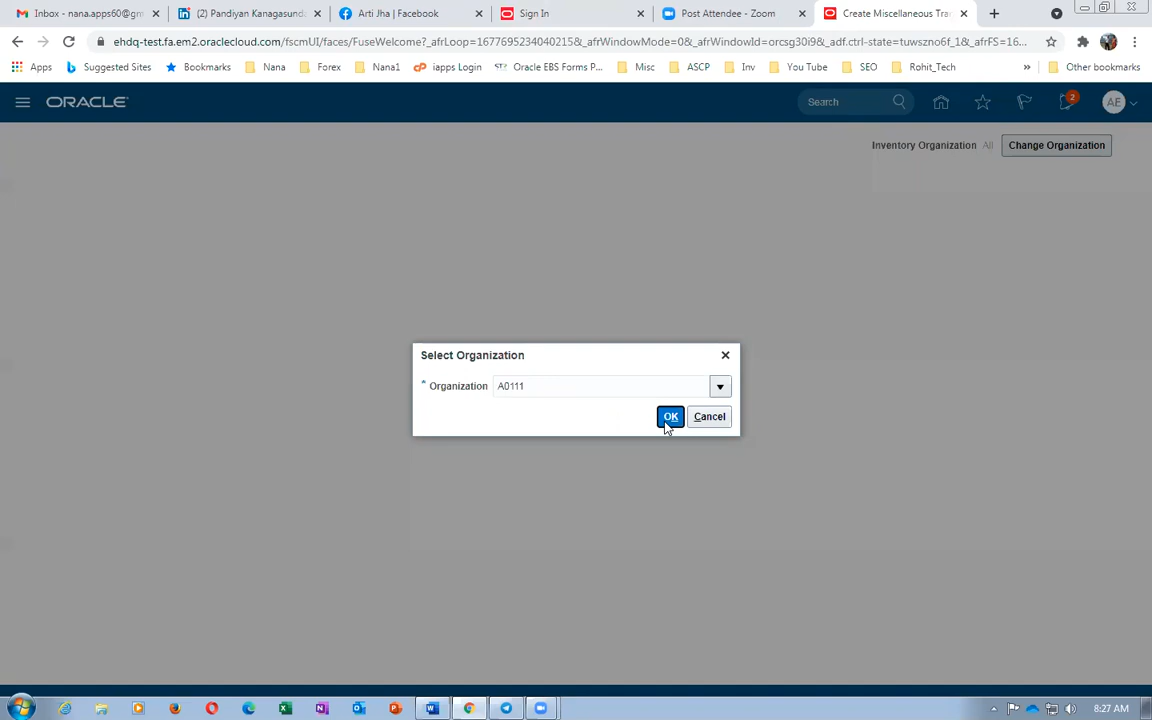 Inbox - nana.apps60@gm
(2) Pandiyan Kanagasund
Arti Jha | Facebook
Sign In
Post Attendee - Zoom
Create Miscellaneous Tra
ehdq-test.fa.em2.oraclecloud.com/fscmUI/faces/FuseWelcome?_afrLoop=1677695234040215&_afrWindowMode=0&_afrWindowId=orcsg30i9&_adf.ctrl-state=tuwszno6f_1&_afrFS=16...
Apps
Suggested Sites
Bookmarks
Nana
Forex
Nana1
iapps Login
Oracle EBS Forms P...
Misc
ASCP
Inv
You Tube
SEO
Rohit_Tech
»
Other bookmarks
ORACLE
Search
2
AE
Inventory Organization All
Change Organization
Select Organization
* Organization A0111
OK
Cancel
8:27 AM